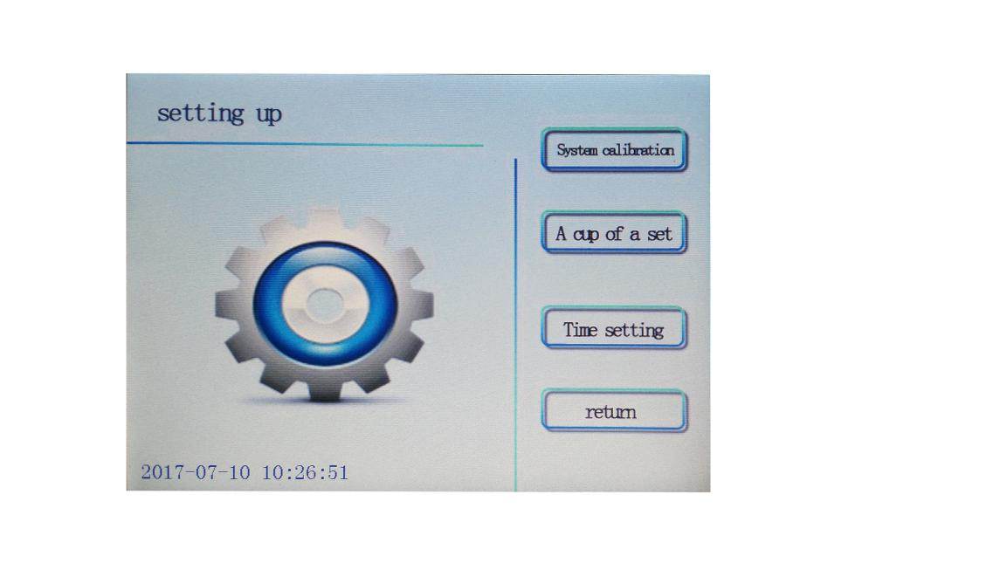 setting up
System calibration
A cup of a set
Time setting
return
2017-07-10 10:26:51